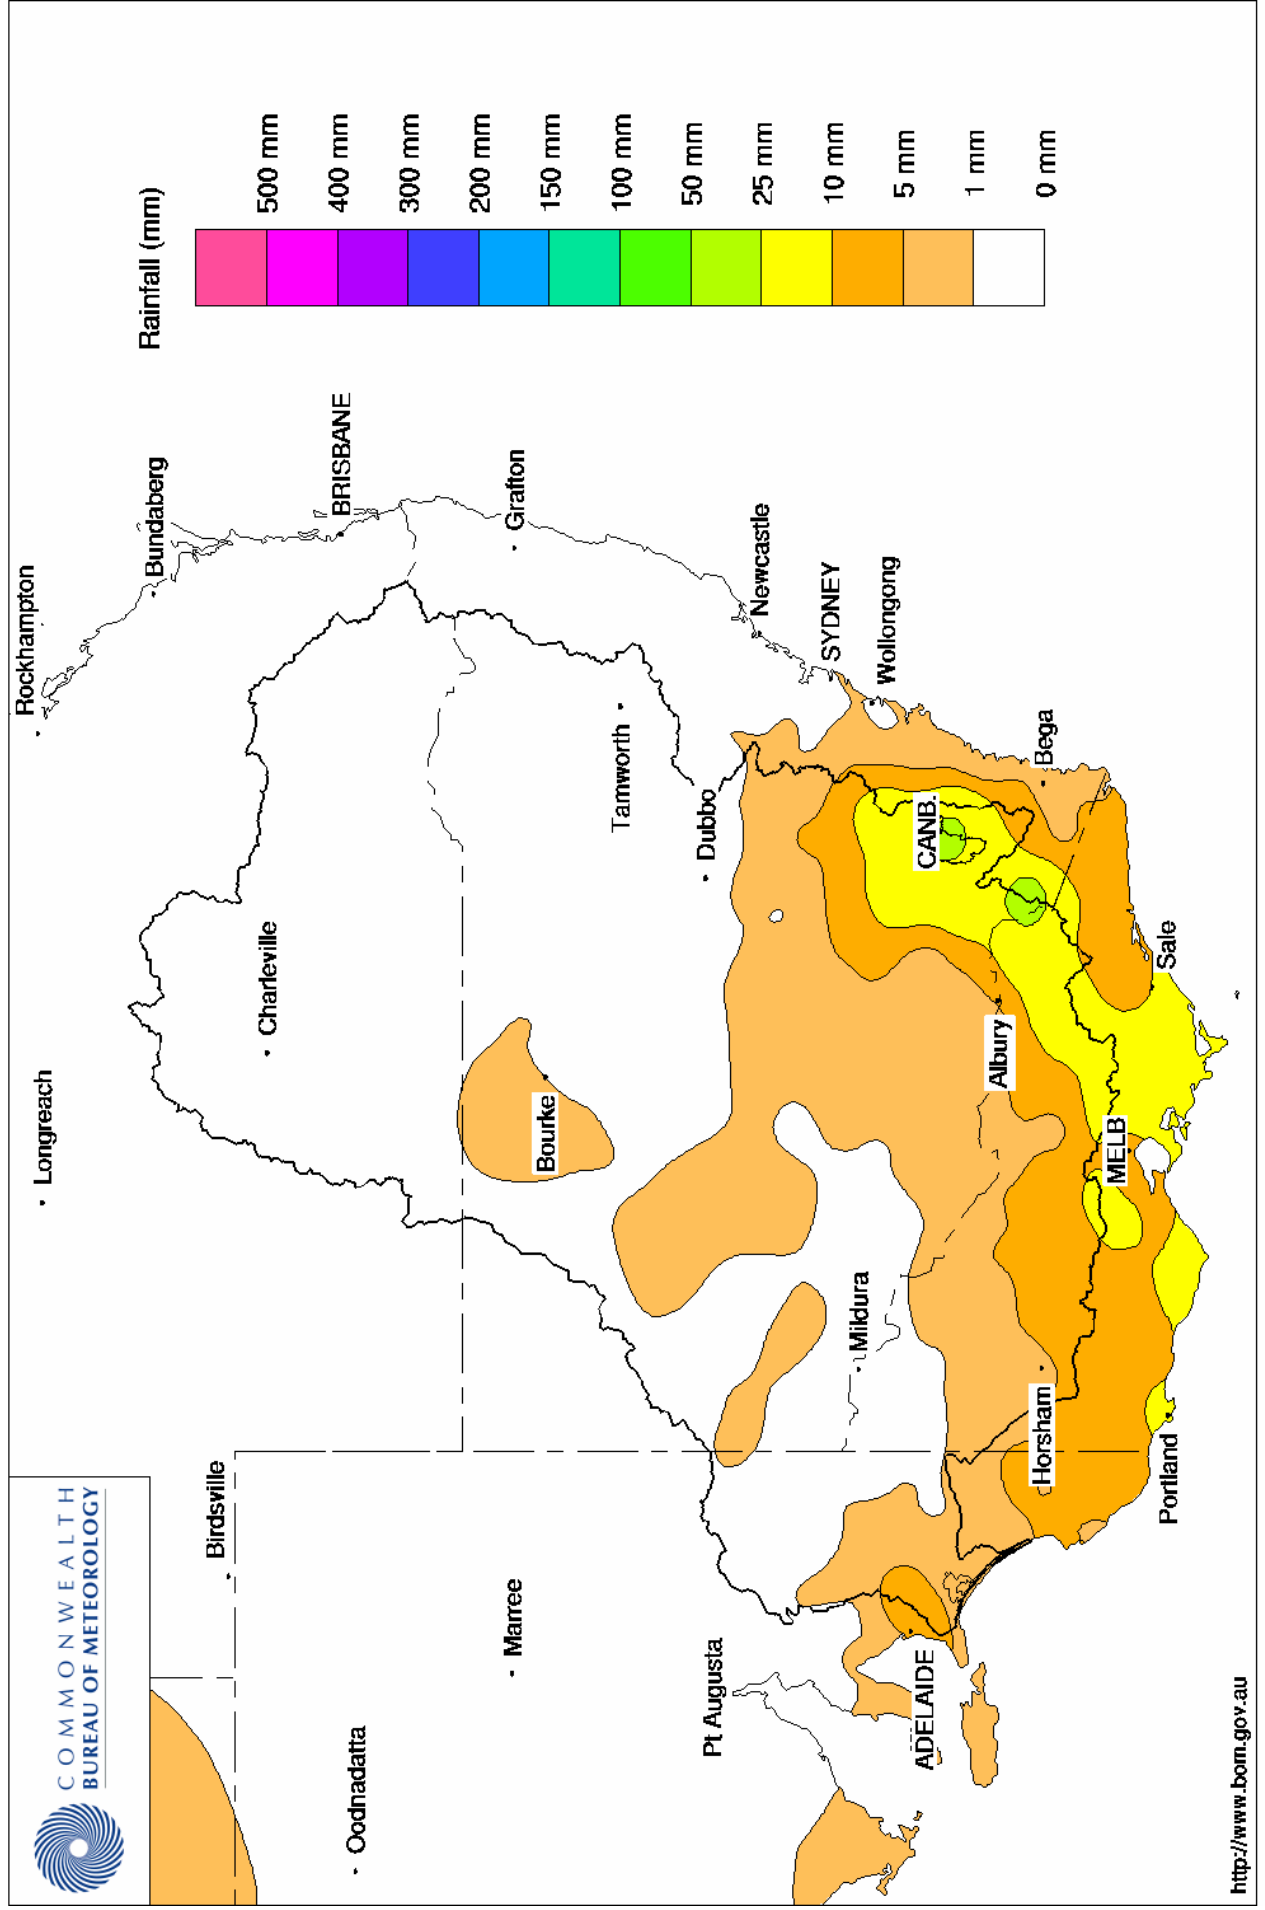 COMMONWEALTH
BUREAU OF METEOROLOGY
Rainfall (mm)
500 mm
400 mm
300 mm
200 mm
150 mm
100 mm
50 mm
25 mm
10 mm
5 mm
1 mm
0 mm
Longreach
Rockhampton
Bundaberg
Birdsville
Charleville
BRISBANE
Oodnadatta
Marree
Bourke
Grafton
Tamworth
Pt Augusta
Dubbo
Newcastle
Mildura
SYDNEY
Wollongong
ADELAIDE
CANB.
Albury
Horsham
Bega
MELB
Portland
Sale
http://www.bom.gov.au